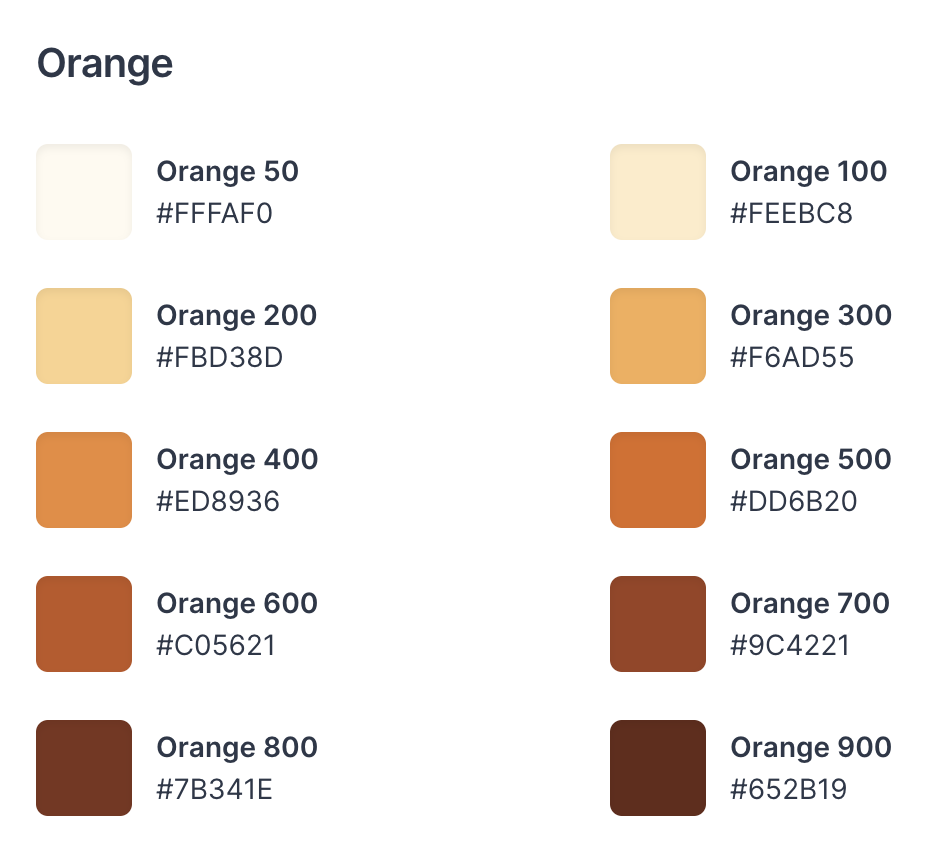 Orange
Orange 50
#FFFAF0
Orange 100
#FEEBC8
Orange 200
#FBD38D
Orange 300
#F6AD55
Orange 400
#ED8936
Orange 500
#DD6B20
Orange 600
#C05621
Orange 700
#9C4221
Orange 800
#7B341E
Orange 900
#652B19